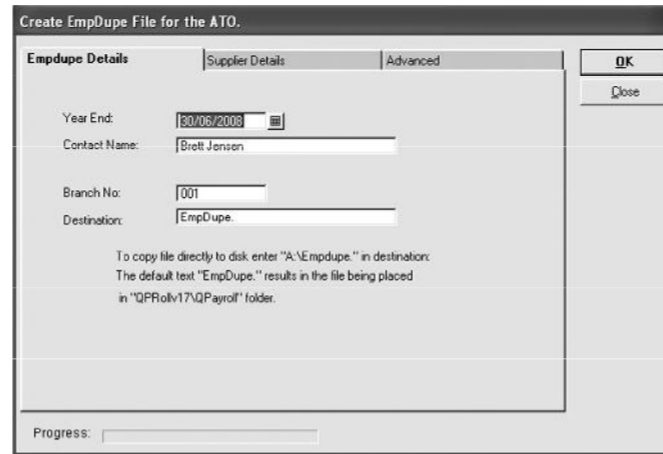 Create EmpDupe File for the ATO.
Empdupe Details
Supplier Details
Advanced
OK
Close
Year End:
30/06/2008
Contact Name:
Brett Jensen
Branch No:
001
Destination:
EmpDupe.
To copy file directly to disk enter "A:\Empdupe." in destination:
The default text "EmpDupe." results in the file being placed
in "QPRollv17\QPayroll" folder.
Progress: